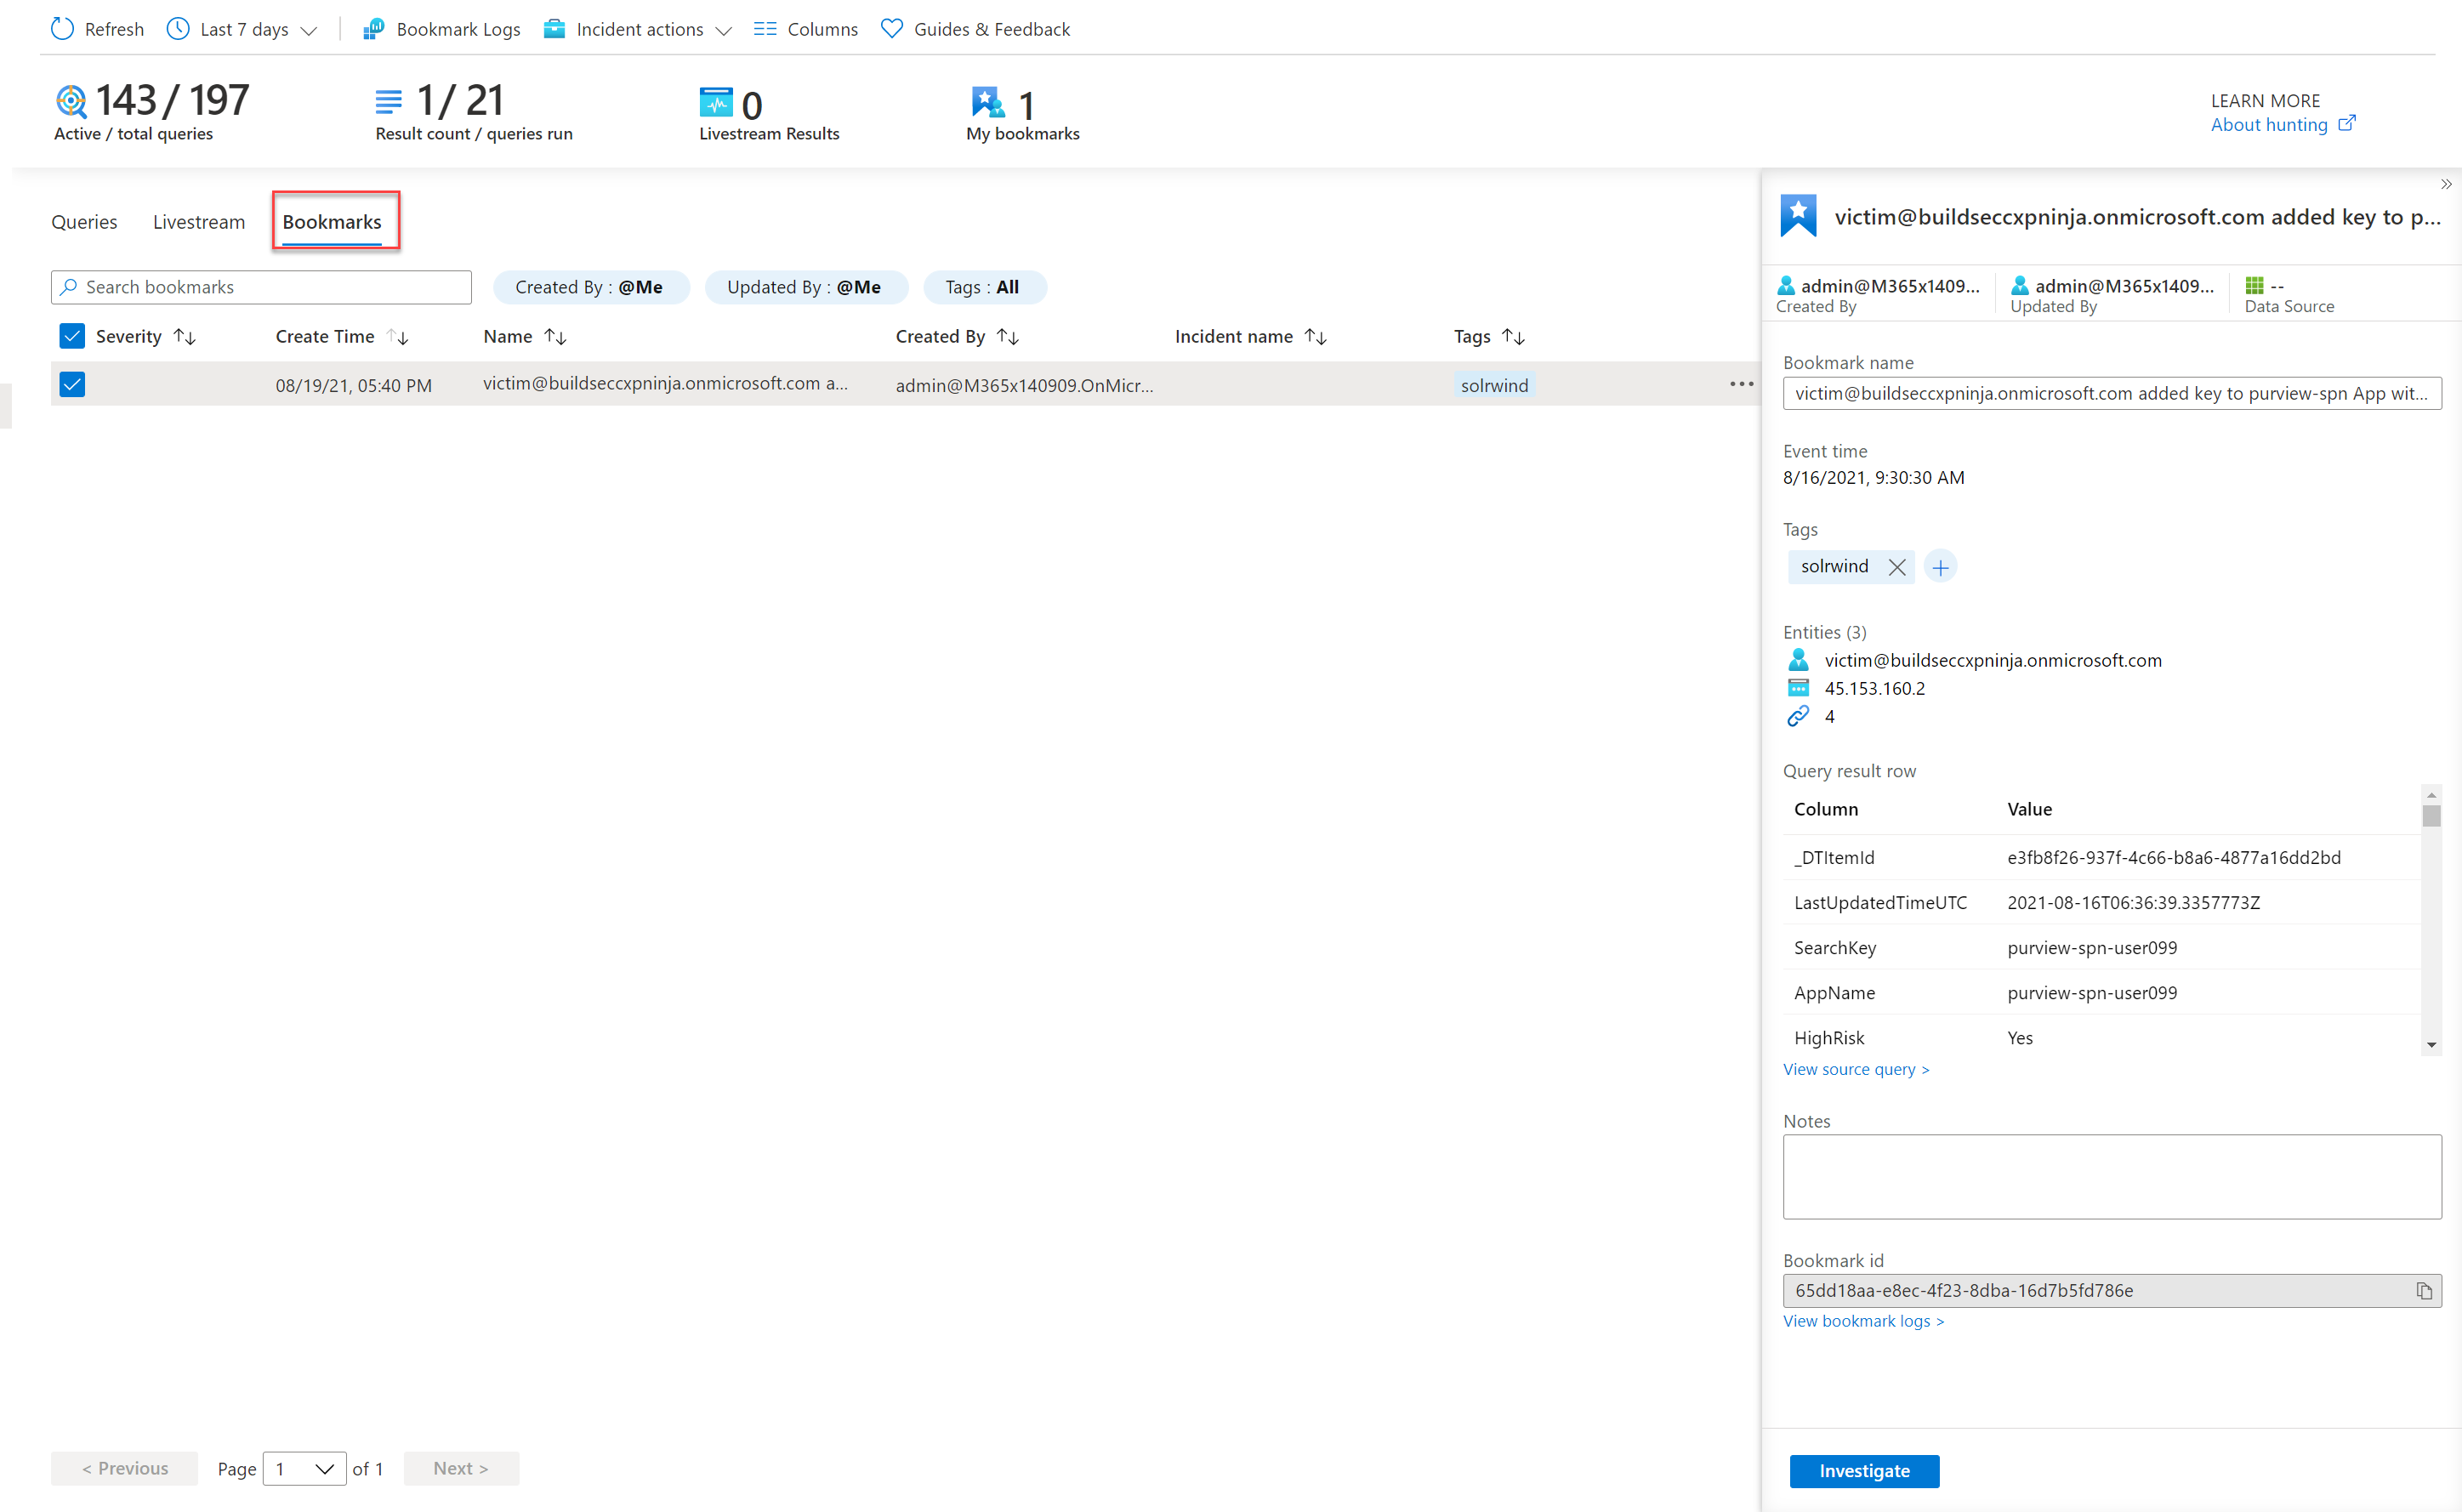 Refresh Last 7 days Bookmark Logs Incident actions Columns Guides & Feedback
143 / 197
Active / total queries
1 / 21
Result count / queries run
0
Livestream Results
1
My bookmarks
LEARN MORE
About hunting
Queries Livestream Bookmarks
Search bookmarks Created By : @Me Updated By : @Me Tags : All
Severity Create Time Name Created By Incident name Tags
08/19/21, 05:40 PM victim@buildseccxpninja.onmicrosoft.com a... admin@M365x140909.OnMicr... solrwind
< Previous Page 1 of 1 Next >
victim@buildseccxpninja.onmicrosoft.com added key to p...
admin@M365x1409...
Created By
admin@M365x1409...
Updated By
--
Data Source
Bookmark name
victim@buildseccxpninja.onmicrosoft.com added key to purview-spn App wit...
Event time
8/16/2021, 9:30:30 AM
Tags
solrwind
Entities (3)
victim@buildseccxpninja.onmicrosoft.com
45.153.160.2
4
Query result row
Column Value
_DTItemId e3fb8f26-937f-4c66-b8a6-4877a16dd2bd
LastUpdatedTimeUTC 2021-08-16T06:36:39.3357773Z
SearchKey purview-spn-user099
AppName purview-spn-user099
HighRisk Yes
View source query >
Notes
Bookmark id
65dd18aa-e8ec-4f23-8dba-16d7b5fd786e
View bookmark logs >
Investigate